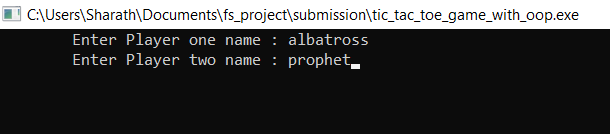 C:\Users\Sharath\Documents\fs_project\submission\tic_tac_toe_game_with_oop.exe
Enter Player one name : albatross
Enter Player two name : prophet